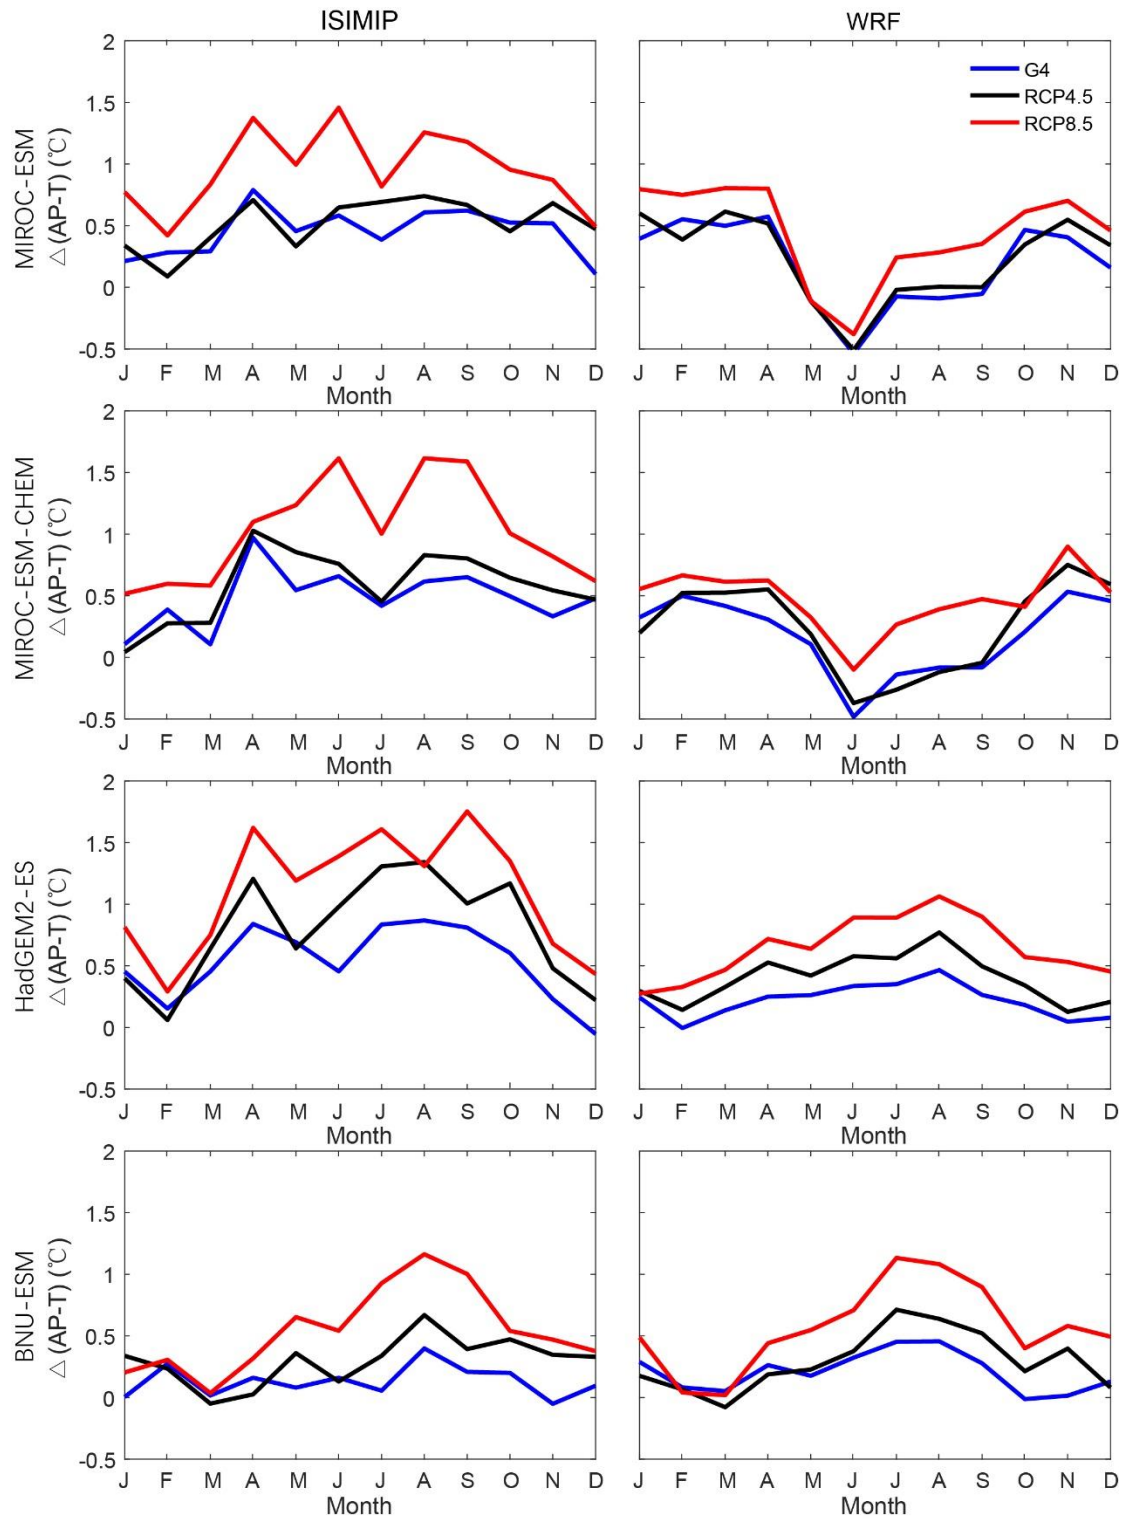 ISIMIP
WRF
MIROC-ESM
△(AP-T) (℃)
2
1.5
1
0.5
0
-0.5
J F M A M J J A S O N D
Month
G4
RCP4.5
RCP8.5
J F M A M J J A S O N D
Month
MIROC-ESM-CHEM
△(AP-T) (℃)
2
1.5
1
0.5
0
-0.5
J F M A M J J A S O N D
Month
J F M A M J J A S O N D
Month
HadGEM2-ES
△(AP-T) (℃)
2
1.5
1
0.5
0
-0.5
J F M A M J J A S O N D
Month
J F M A M J J A S O N D
Month
BNU-ESM
△(AP-T) (℃)
2
1.5
1
0.5
0
-0.5
J F M A M J J A S O N D
Month
J F M A M J J A S O N D
Month